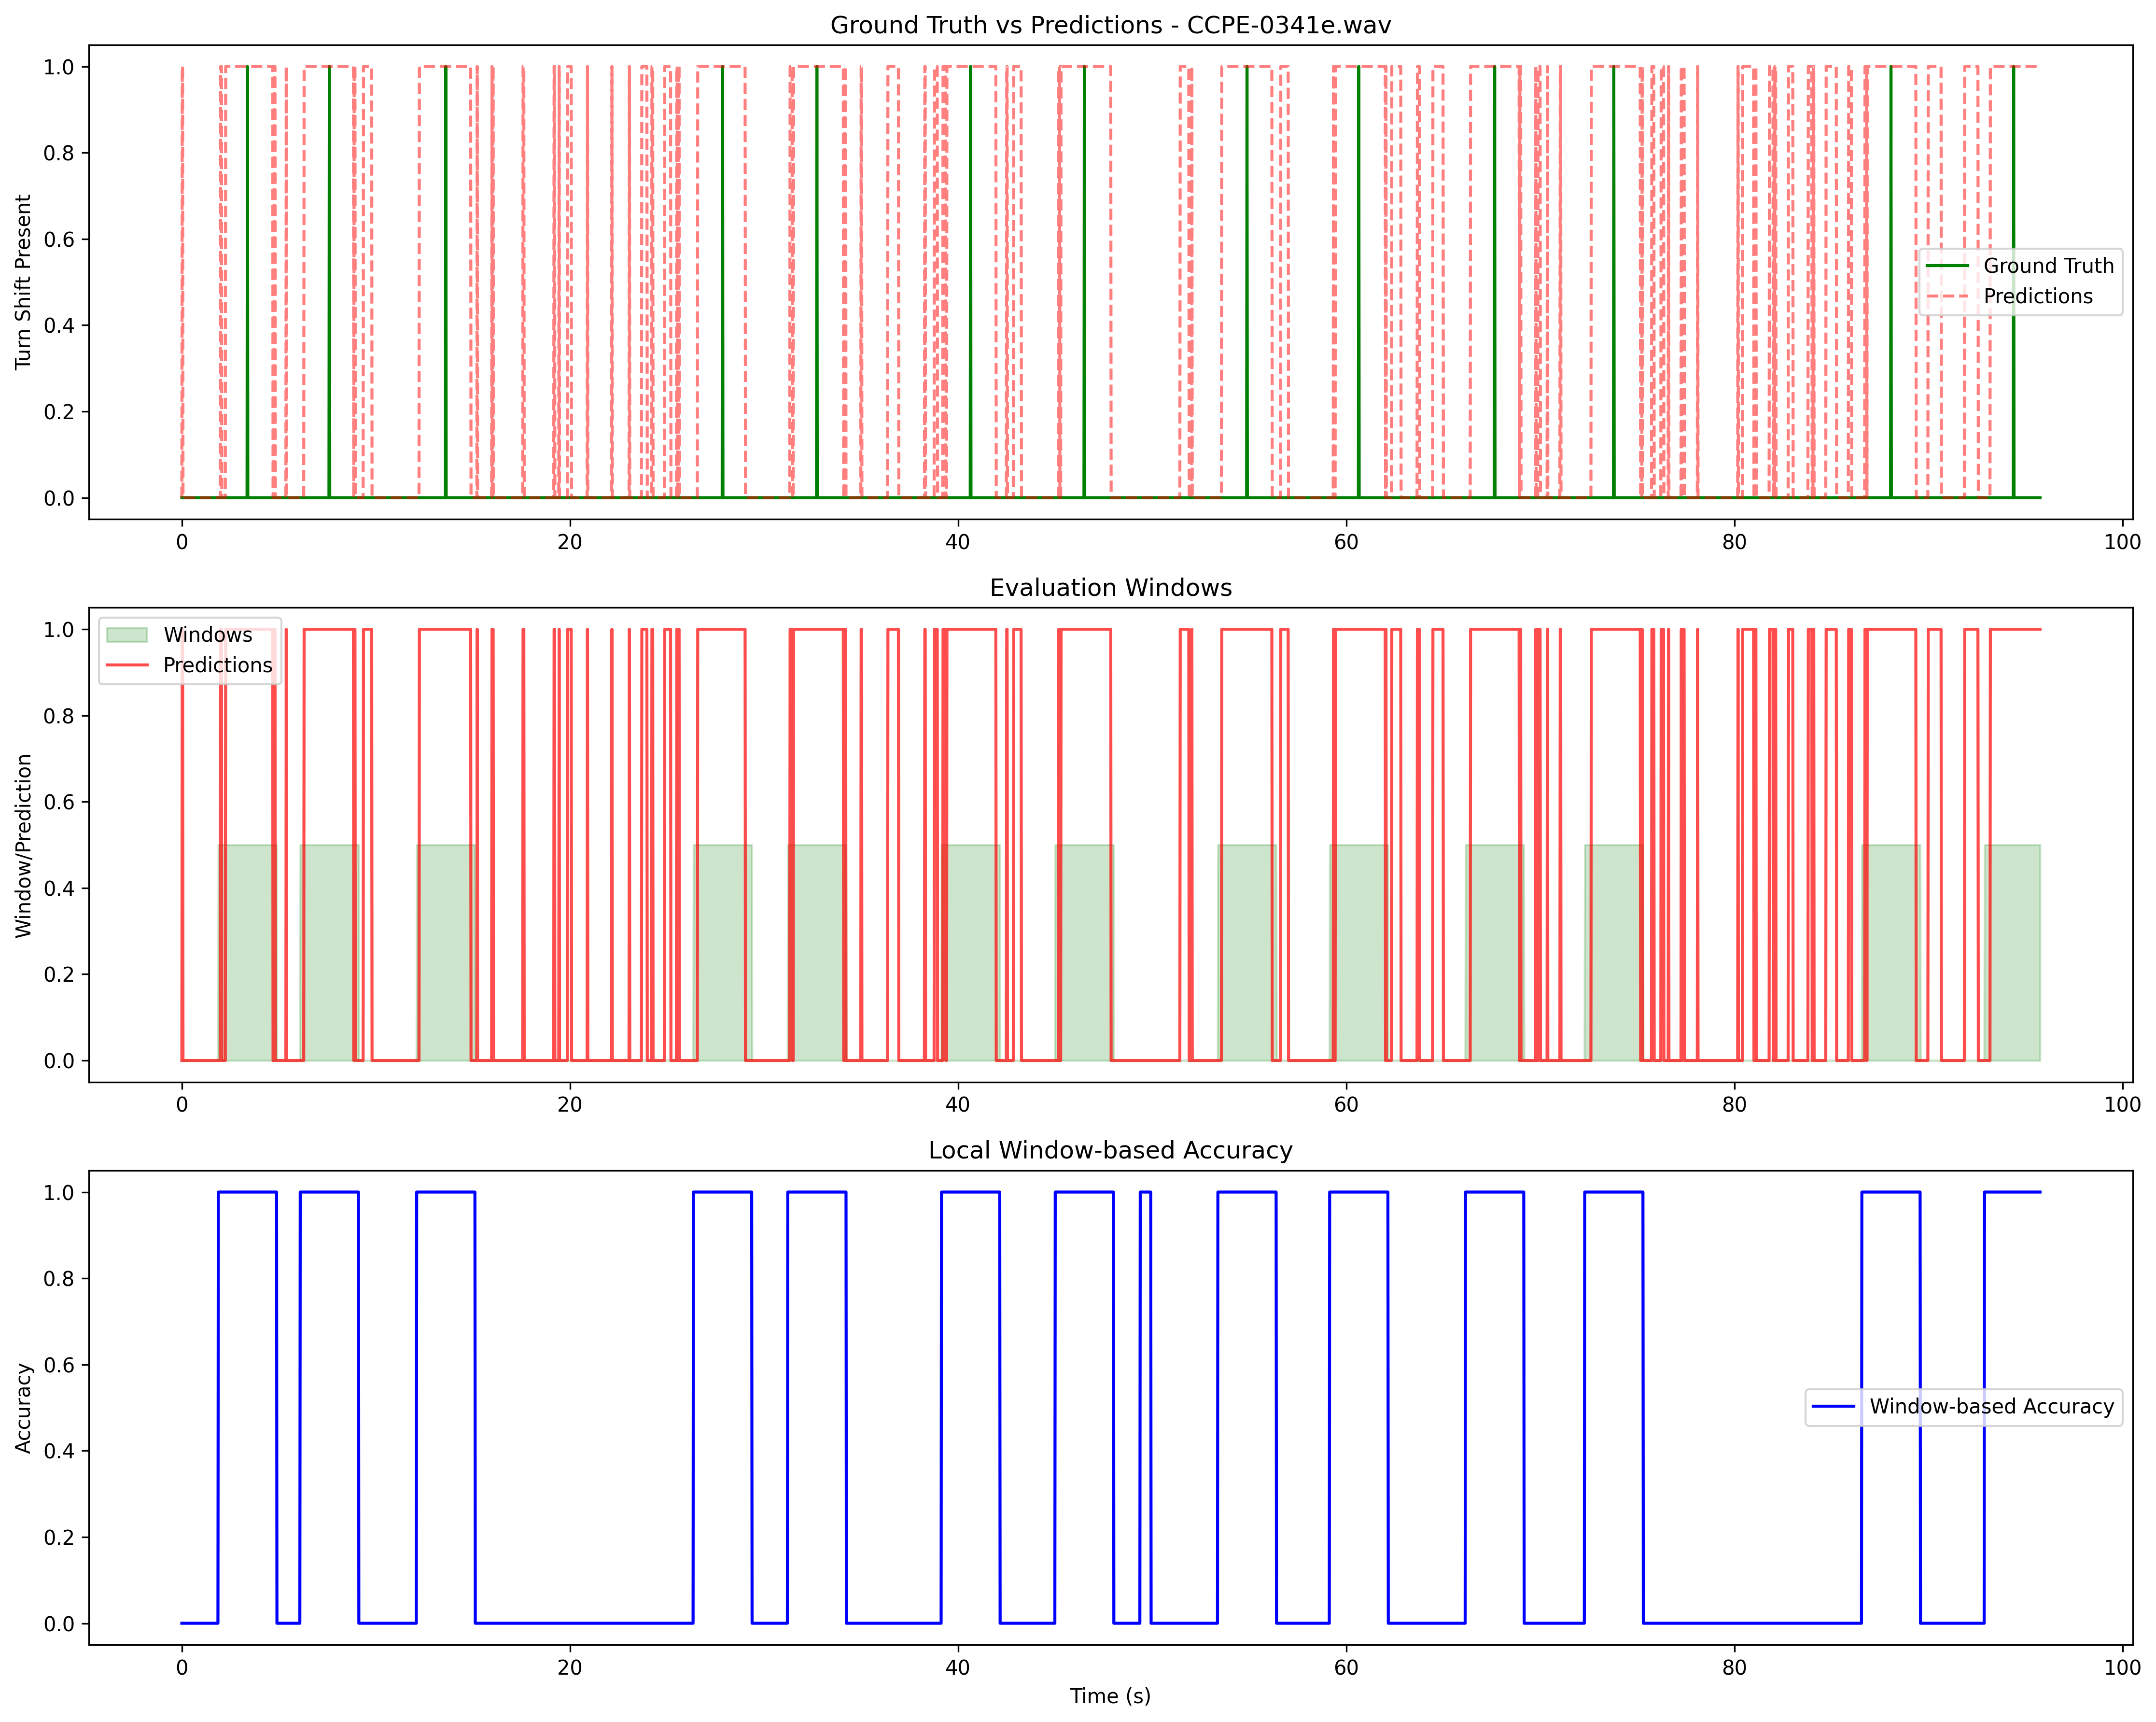 Ground Truth vs Predictions - CCPE-0341e.wav
1.0
0.8
0.6
0.4
0.2
0.0
Turn Shift Present
Ground Truth
Predictions
0 20 40 60 80 100
Evaluation Windows
1.0
0.8
0.6
0.4
0.2
0.0
Window/Prediction
Windows
Predictions
0 20 40 60 80 100
Local Window-based Accuracy
1.0
0.8
0.6
0.4
0.2
0.0
Accuracy
Window-based Accuracy
0 20 40 60 80 100
Time (s)